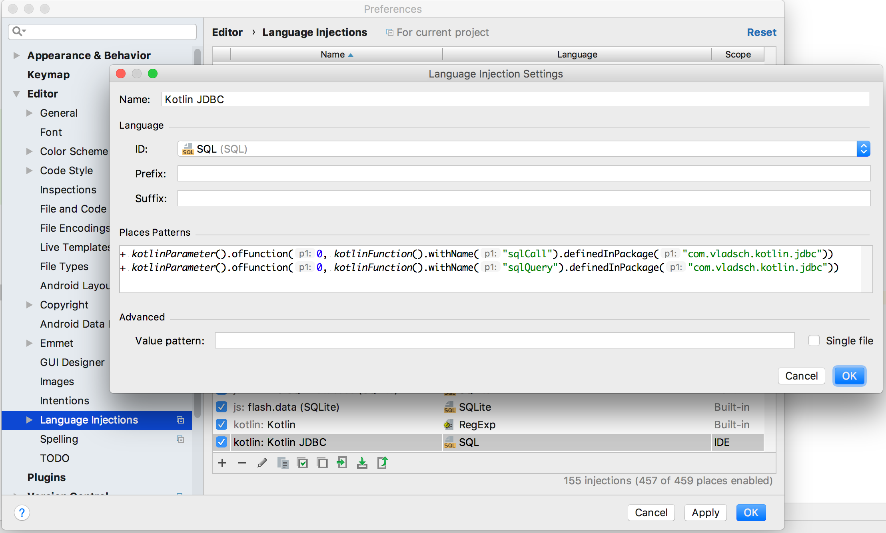 Preferences
Editor › Language Injections For current project Reset
Appearance & Behavior
Keymap
Editor
General
Font
Color Scheme
Code Style
Inspections
File and Code
File Encodings
Live Templates
File Types
Android Layou
Copyright
Android Data
Emmet
GUI Designer
Images
Intentions
Language Injections
Spelling
TODO
Plugins
Version Control
Name Language Scope
Language Injection Settings
Name: Kotlin JDBC
Language
ID: SQL (SQL)
Prefix:
Suffix:
Places Patterns
+ kotlinParameter().ofFunction( p1: 0, kotlinFunction().withName( p1: "sqlCall").definedInPackage( p1: "com.vladsch.kotlin.jdbc"))
+ kotlinParameter().ofFunction( p1: 0, kotlinFunction().withName( p1: "sqlQuery").definedInPackage( p1: "com.vladsch.kotlin.jdbc"))
Advanced
Value pattern: Single file
Cancel OK
js: flash.data (SQLite) SQLite Built-in
kotlin: Kotlin RegExp Built-in
kotlin: Kotlin JDBC SQL IDE
155 injections (457 of 459 places enabled)
? Cancel Apply OK